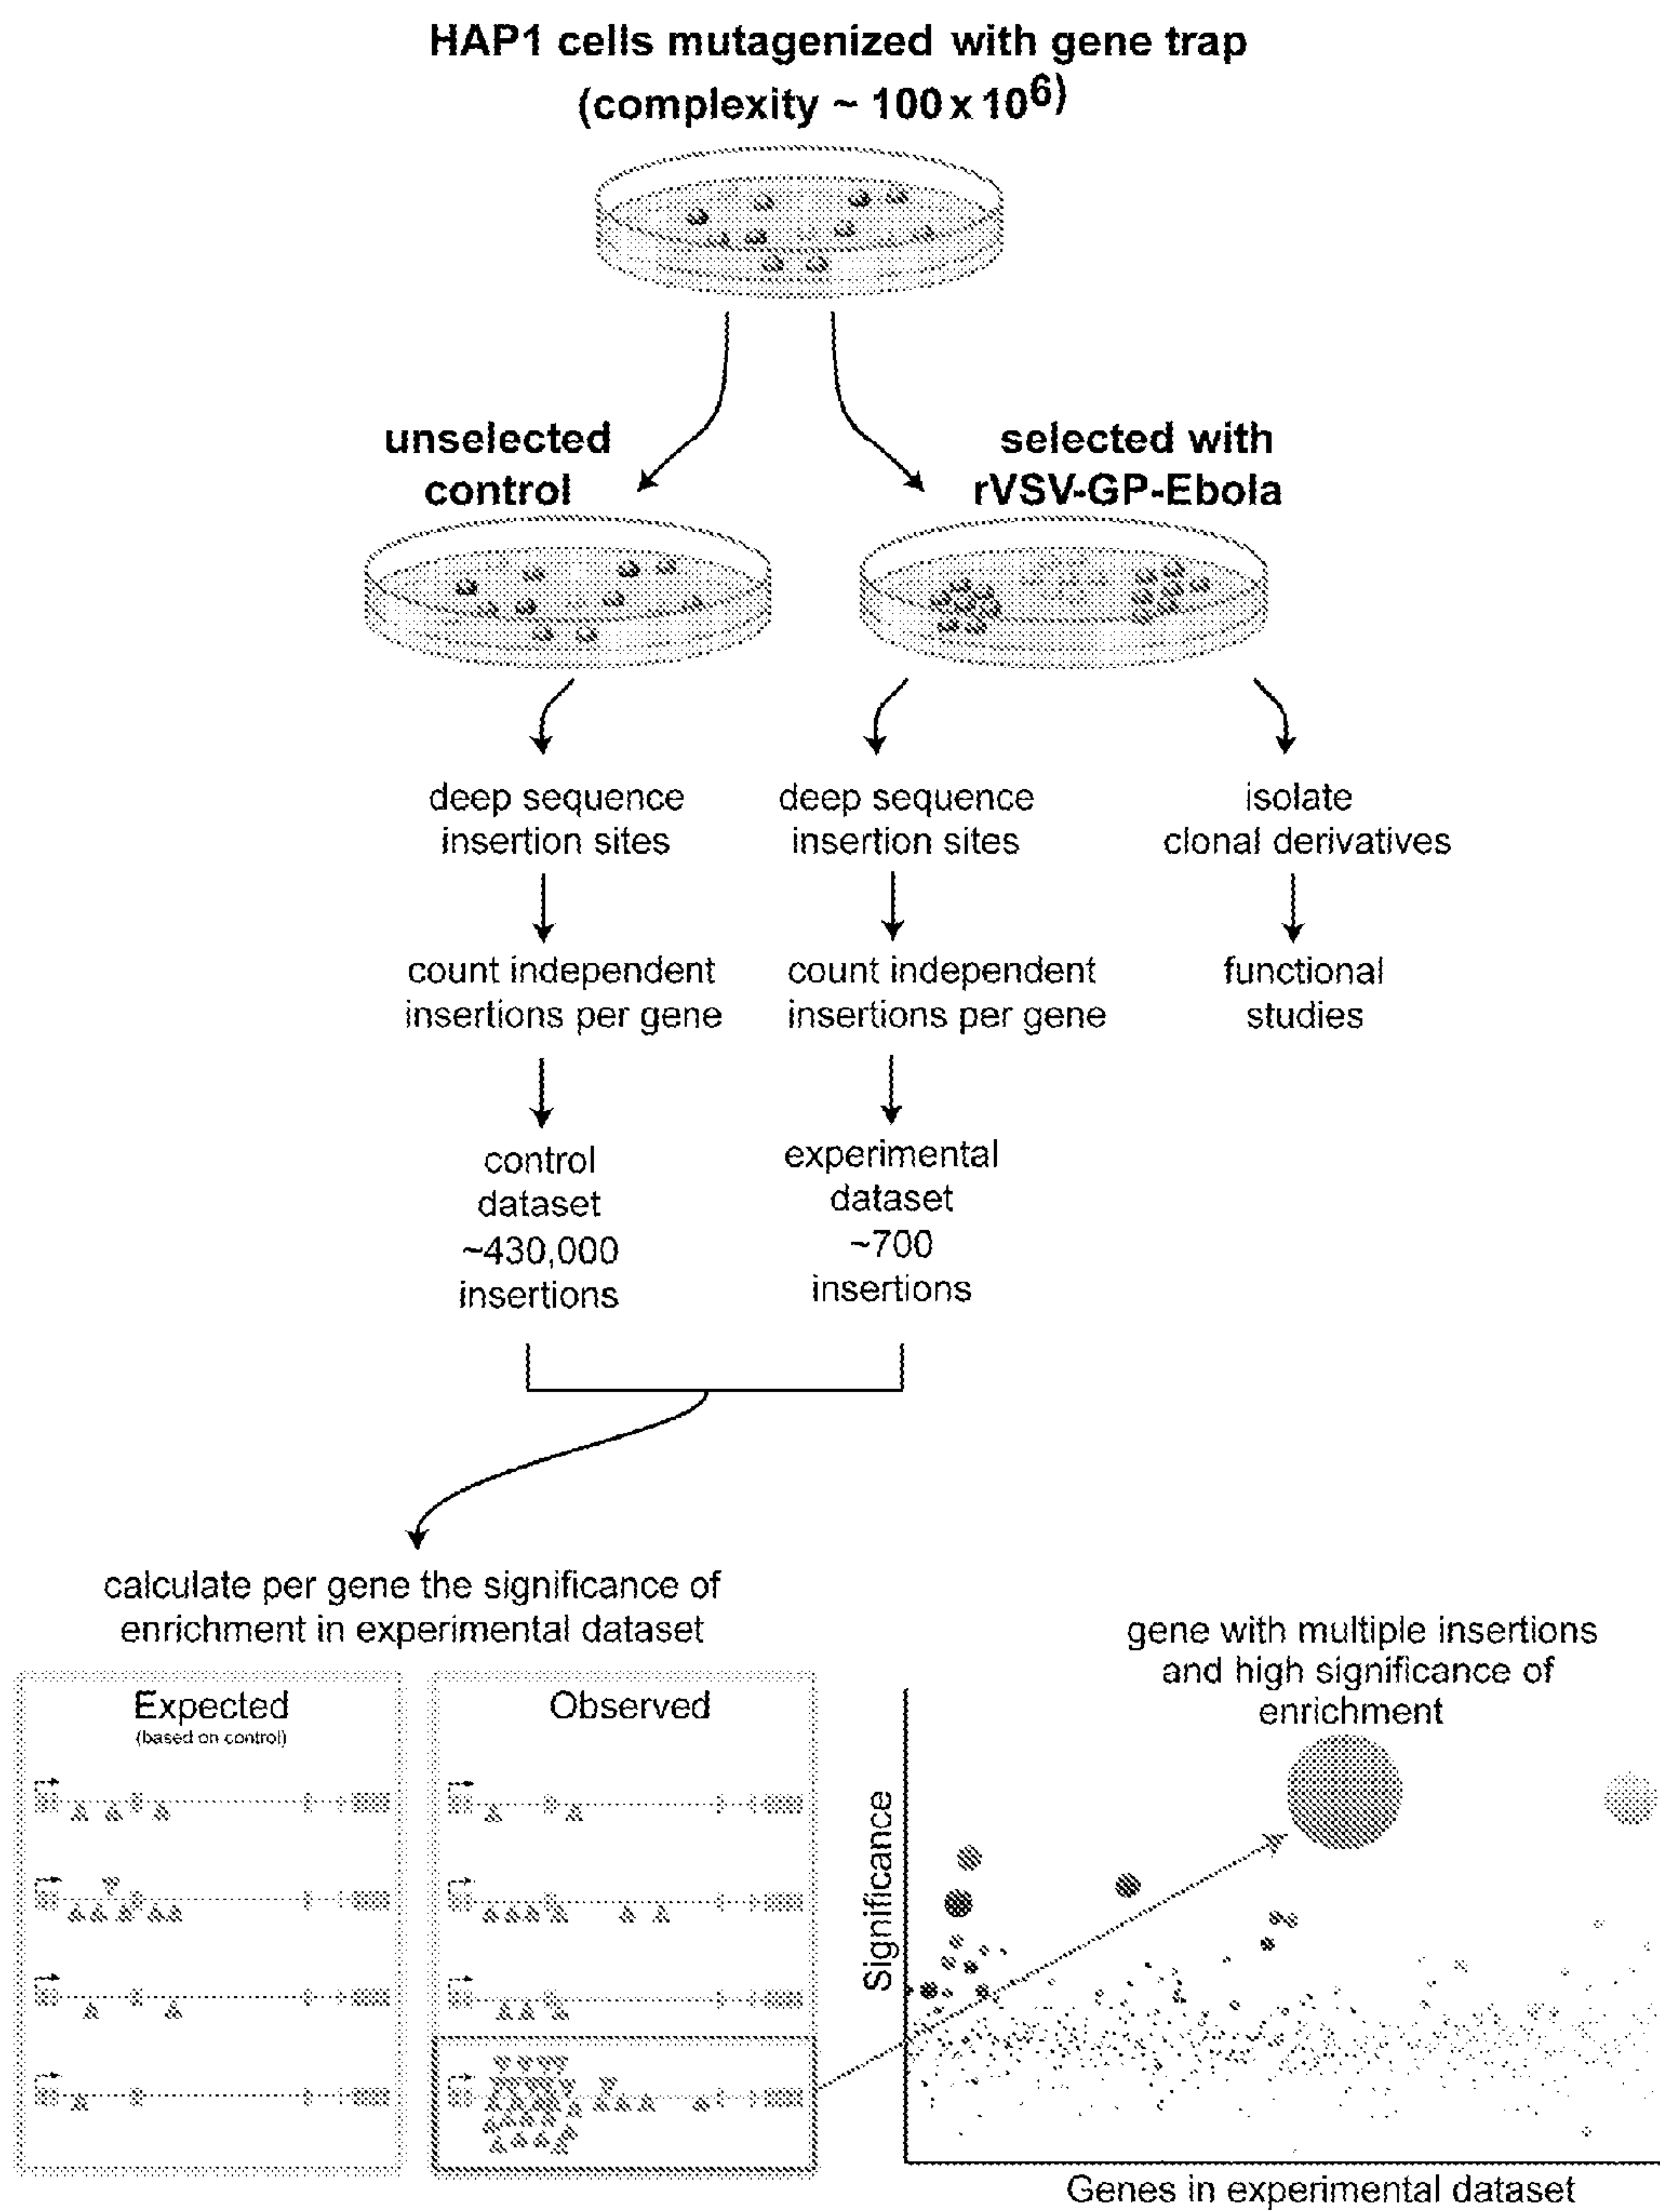 HAP1 cells mutagenized with gene trap
(complexity ~ 100 x 10⁶)
unselected
control
selected with
rVSV-GP-Ebola
deep sequence
insertion sites
deep sequence
insertion sites
isolate
clonal derivatives
count independent
insertions per gene
count independent
insertions per gene
functional
studies
control
dataset
~430,000
insertions
experimental
dataset
~700
insertions
calculate per gene the significance of
enrichment in experimental dataset
Expected
(based on control)
Observed
gene with multiple insertions
and high significance of
enrichment
Significance
Genes in experimental dataset